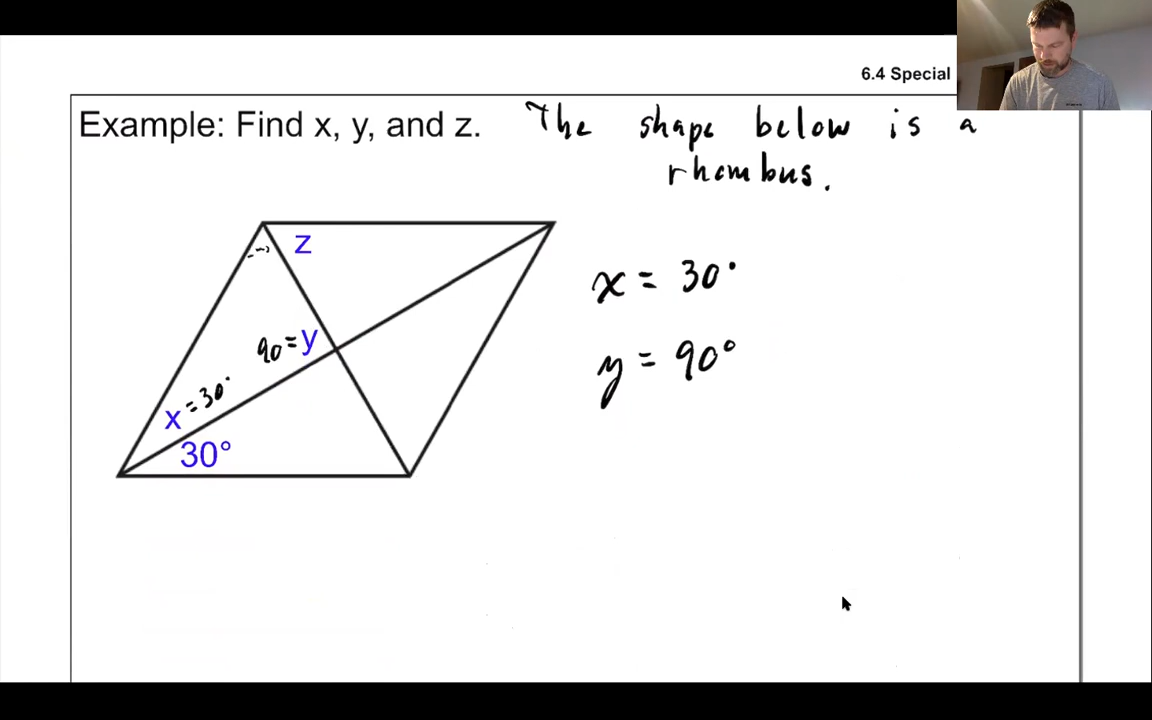 6.4 Special
Example: Find x, y, and z. The shape below is a
rhombus.
z
x = 30°
90 = y
y = 90°
x = 30°
30°